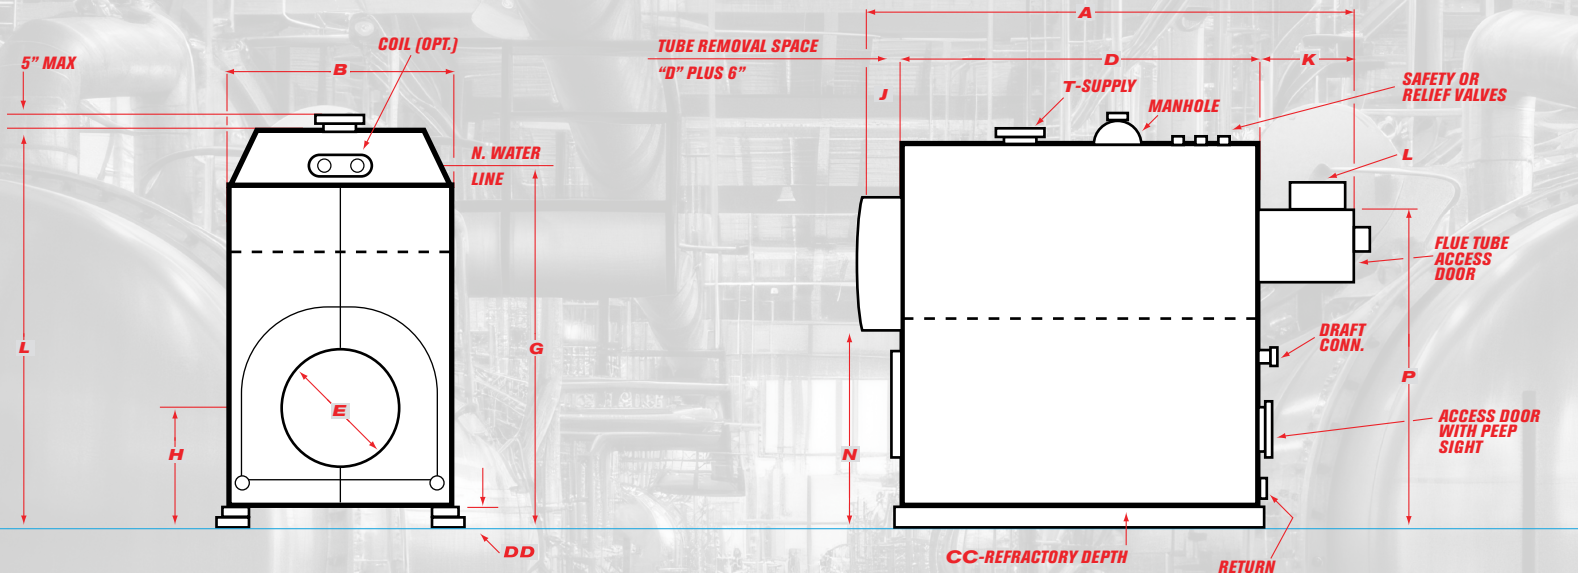 5” MAX
COIL (OPT.)
B
N. WATER
LINE
L
G
E
H
DD
A
TUBE REMOVAL SPACE
“D” PLUS 6”
D
K
J
T-SUPPLY
MANHOLE
SAFETY OR
RELIEF VALVES
L
FLUE TUBE
ACCESS
DOOR
DRAFT
CONN.
P
ACCESS DOOR
WITH PEEP
SIGHT
N
CC-REFRACTORY DEPTH
RETURN